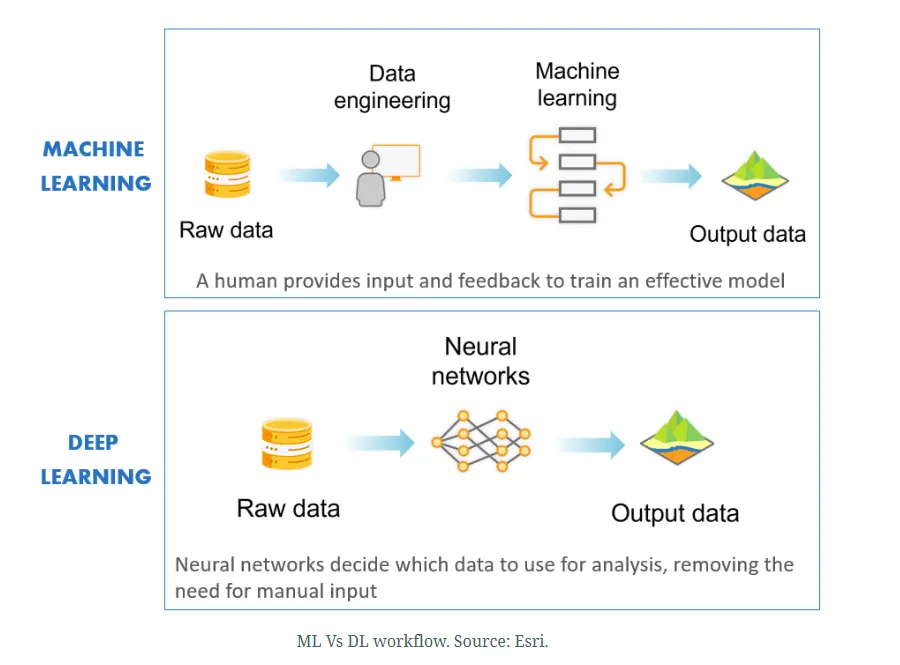 MACHINE
LEARNING
Data
engineering
Machine
learning
Raw data
Output data
A human provides input and feedback to train an effective model
DEEP
LEARNING
Neural
networks
Raw data
Output data
Neural networks decide which data to use for analysis, removing the
need for manual input
ML Vs DL workflow. Source: Esri.